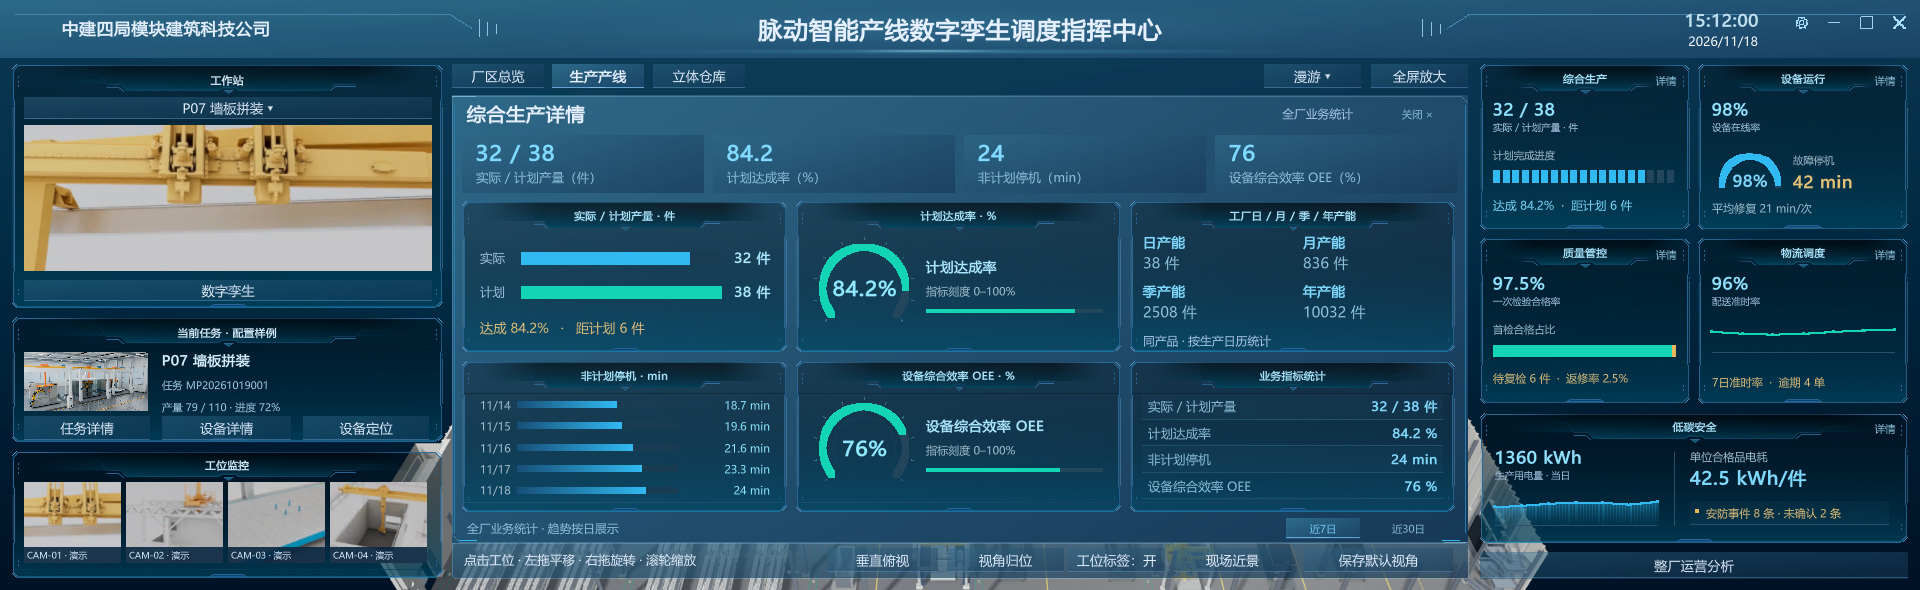 中建四局模块建筑科技公司
脉动智能产线数字孪生调度指挥中心
15:12:00
2026/11/18
工作站
P07 墙板拼装 ▾
数字孪生
当前任务 · 配置样例
P07 墙板拼装
任务 MP20261019001
产量 79 / 110 · 进度 72%
任务详情
设备详情
设备定位
工位监控
CAM-01 · 演示
CAM-02 · 演示
CAM-03 · 演示
CAM-04 · 演示
厂区总览
生产产线
立体仓库
漫游 ▾
全屏放大
综合生产详情
全厂业务统计
关闭 ×
32 / 38
实际 / 计划产量（件）
84.2
计划达成率（%）
24
非计划停机（min）
76
设备综合效率 OEE（%）
实际 / 计划产量 · 件
实际
32 件
计划
38 件
达成 84.2% · 距计划 6 件
计划达成率 · %
84.2%
计划达成率
指标刻度 0–100%
工厂日 / 月 / 季 / 年产能
日产能
38 件
月产能
836 件
季产能
2508 件
年产能
10032 件
同产品 · 按生产日历统计
非计划停机 · min
11/14
18.7 min
11/15
19.6 min
11/16
21.6 min
11/17
23.3 min
11/18
24 min
设备综合效率 OEE · %
76%
设备综合效率 OEE
指标刻度 0–100%
业务指标统计
实际 / 计划产量
32 / 38 件
计划达成率
84.2 %
非计划停机
24 min
设备综合效率 OEE
76 %
全厂业务统计 · 趋势按日展示
近7日
近30日
点击工位 · 左拖平移 · 右拖旋转 · 滚轮缩放
垂直俯视
视角归位
工位标签：开
现场近景
保存默认视角
综合生产
详情
32 / 38
实际 / 计划产量 · 件
计划完成进度
达成 84.2% · 距计划 6 件
设备运行
详情
98%
设备在线率
98%
故障停机
42 min
平均修复 21 min/次
质量管控
详情
97.5%
一次检验合格率
首检合格占比
待复检 6 件 · 返修率 2.5%
物流调度
详情
96%
配送准时率
7日准时率 · 逾期 4 单
低碳安全
详情
1360 kWh
生产用电量 · 当日
单位合格品电耗
42.5 kWh/件
安防事件 8 条 · 未确认 2 条
整厂运营分析